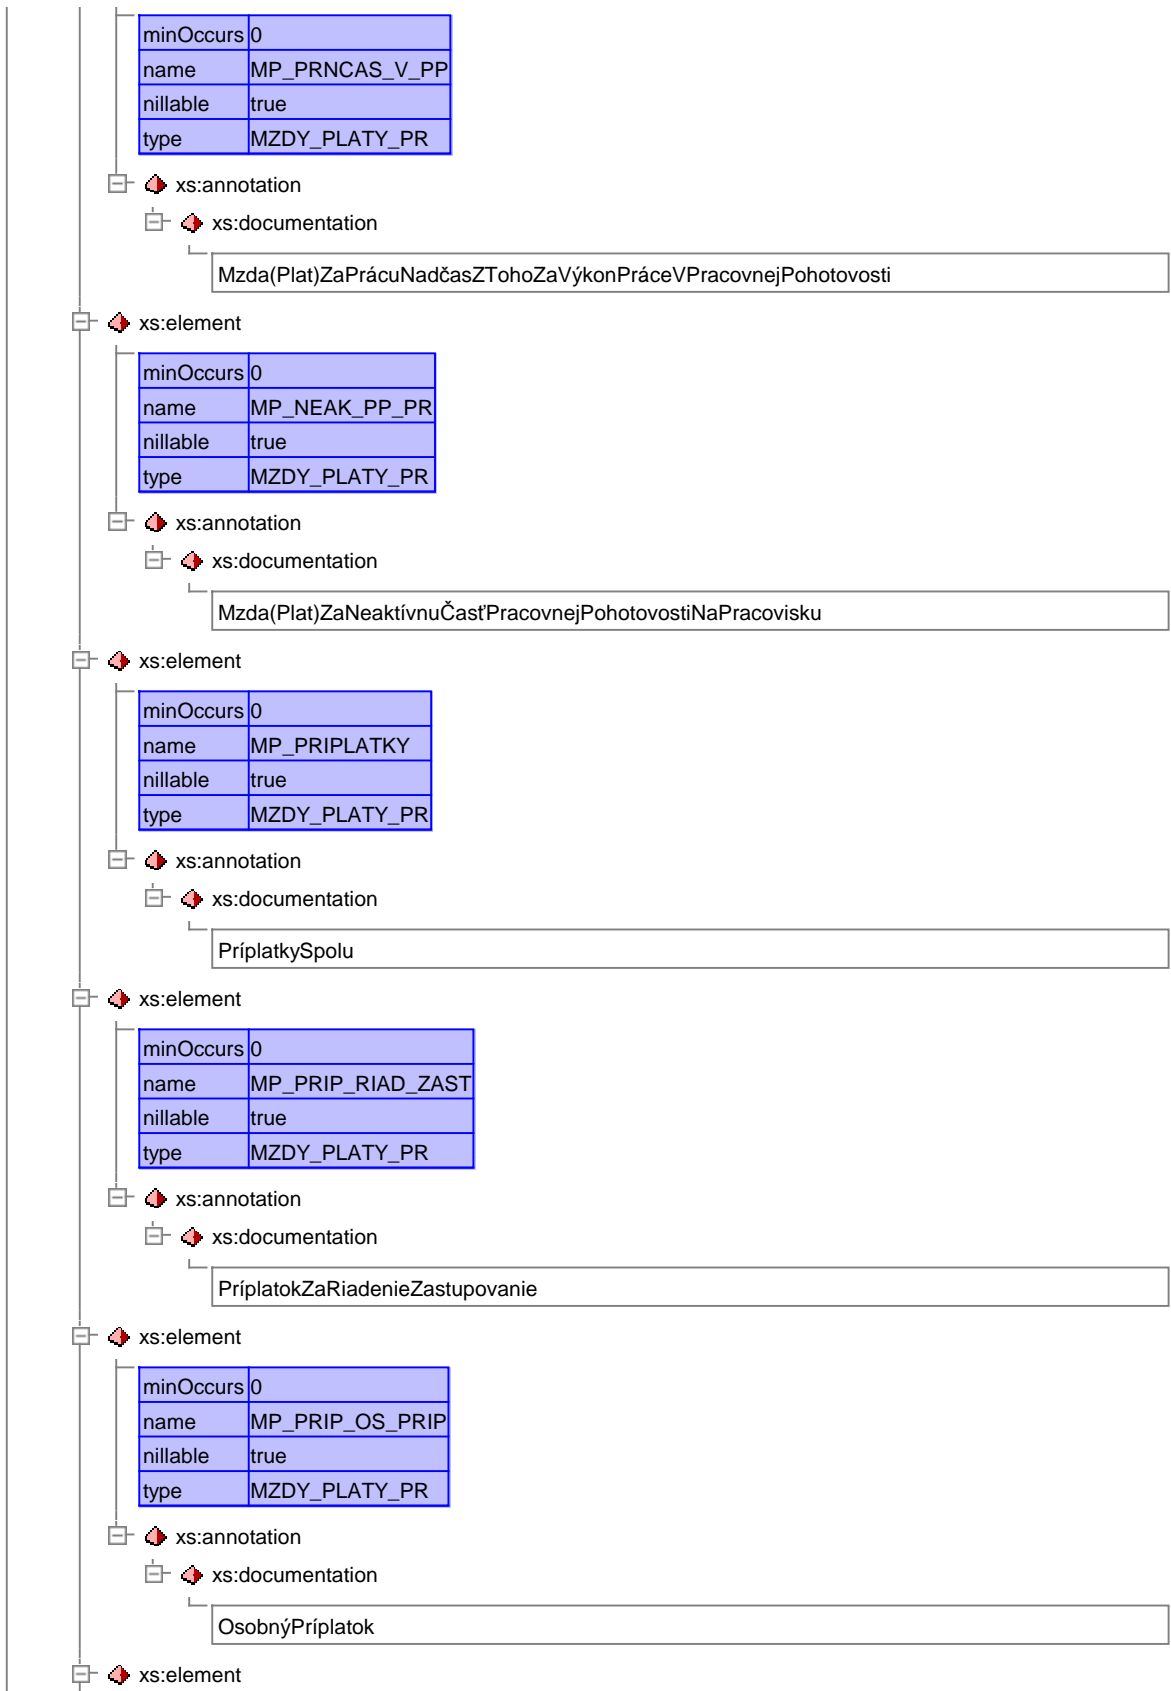 minOccurs 0
name MP_PRNCAS_V_PP
nillable true
type MZDY_PLATY_PR
xs:annotation
xs:documentation
Mzda(Plat)ZaPrácuNadčasZTohoZaVýkonPráceVPracovnejPohotovosti
xs:element
minOccurs 0
name MP_NEAK_PP_PR
nillable true
type MZDY_PLATY_PR
xs:annotation
xs:documentation
Mzda(Plat)ZaNeaktívnuČasťPracovnejPohotovostiNaPracovisku
xs:element
minOccurs 0
name MP_PRIPLATKY
nillable true
type MZDY_PLATY_PR
xs:annotation
xs:documentation
PríplatkySpolu
xs:element
minOccurs 0
name MP_PRIP_RIAD_ZAST
nillable true
type MZDY_PLATY_PR
xs:annotation
xs:documentation
PríplatokZaRiadenieZastupovanie
xs:element
minOccurs 0
name MP_PRIP_OS_PRIP
nillable true
type MZDY_PLATY_PR
xs:annotation
xs:documentation
OsobnýPríplatok
xs:element